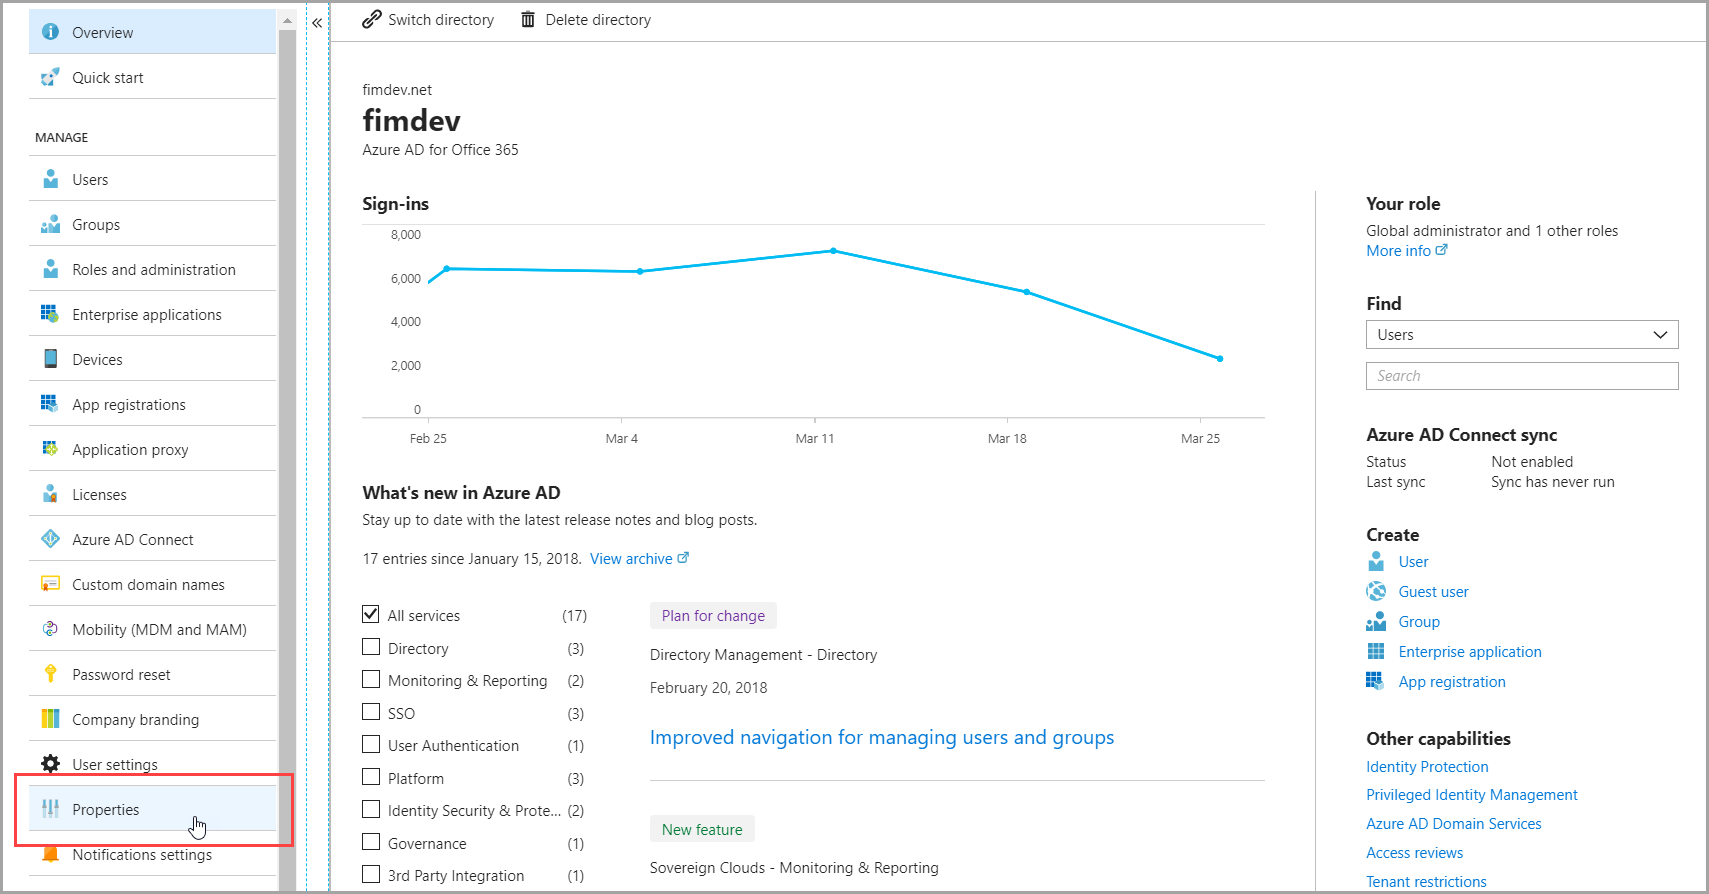 Overview
Quick start
MANAGE
Users
Groups
Roles and administration
Enterprise applications
Devices
App registrations
Application proxy
Licenses
Azure AD Connect
Custom domain names
Mobility (MDM and MAM)
Password reset
Company branding
User settings
Properties
Notifications settings
«
Switch directory
Delete directory
fimdev.net
fimdev
Azure AD for Office 365
Sign-ins
8,000
6,000
4,000
2,000
0
Feb 25
Mar 4
Mar 11
Mar 18
Mar 25
What's new in Azure AD
Stay up to date with the latest release notes and blog posts.
17 entries since January 15, 2018. View archive
All services (17)
Directory (3)
Monitoring & Reporting (2)
SSO (3)
User Authentication (1)
Platform (3)
Identity Security & Prote... (2)
Governance (1)
3rd Party Integration (1)
Plan for change
Directory Management - Directory
February 20, 2018
Improved navigation for managing users and groups
New feature
Sovereign Clouds - Monitoring & Reporting
Your role
Global administrator and 1 other roles
More info
Find
Users
Search
Azure AD Connect sync
Status Not enabled
Last sync Sync has never run
Create
User
Guest user
Group
Enterprise application
App registration
Other capabilities
Identity Protection
Privileged Identity Management
Azure AD Domain Services
Access reviews
Tenant restrictions